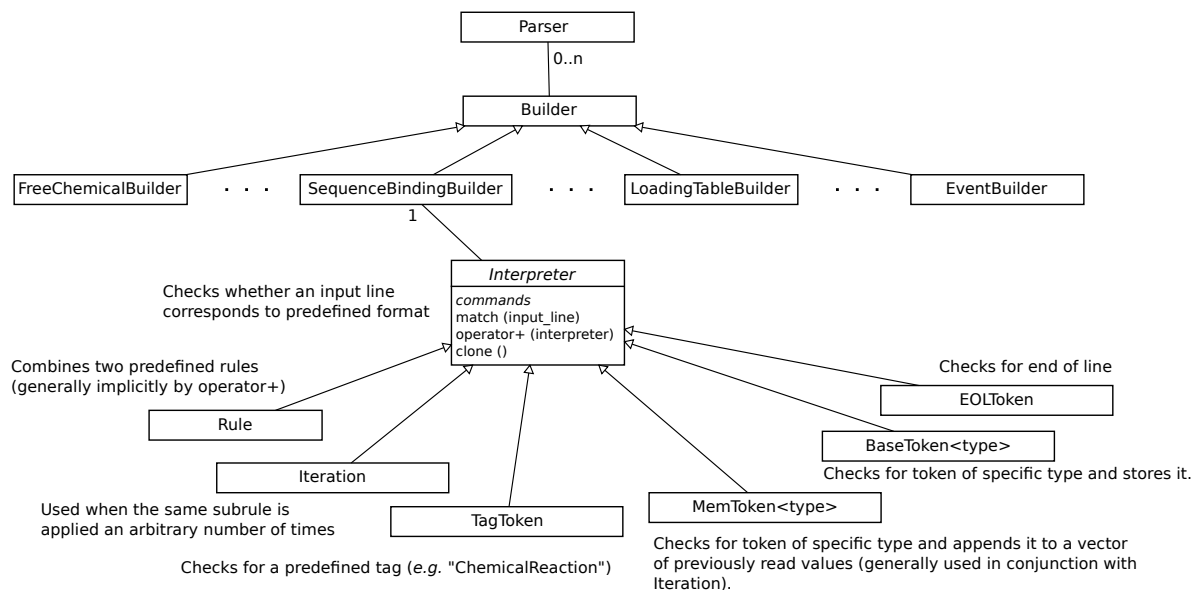 Parser
0..n
Builder
FreeChemicalBuilder
. . .
SequenceBindingBuilder
. . .
LoadingTableBuilder
. . .
EventBuilder
1
Interpreter
commands
match (input_line)
operator+ (interpreter)
clone ()
Checks whether an input line
corresponds to predefined format
Combines two predefined rules
(generally implicitly by operator+)
Rule
Iteration
Used when the same subrule is
applied an arbitrary number of times
TagToken
Checks for a predefined tag (e.g. "ChemicalReaction")
Checks for end of line
EOLToken
BaseToken<type>
Checks for token of specific type and stores it.
MemToken<type>
Checks for token of specific type and appends it to a vector
of previously read values (generally used in conjunction with
Iteration).